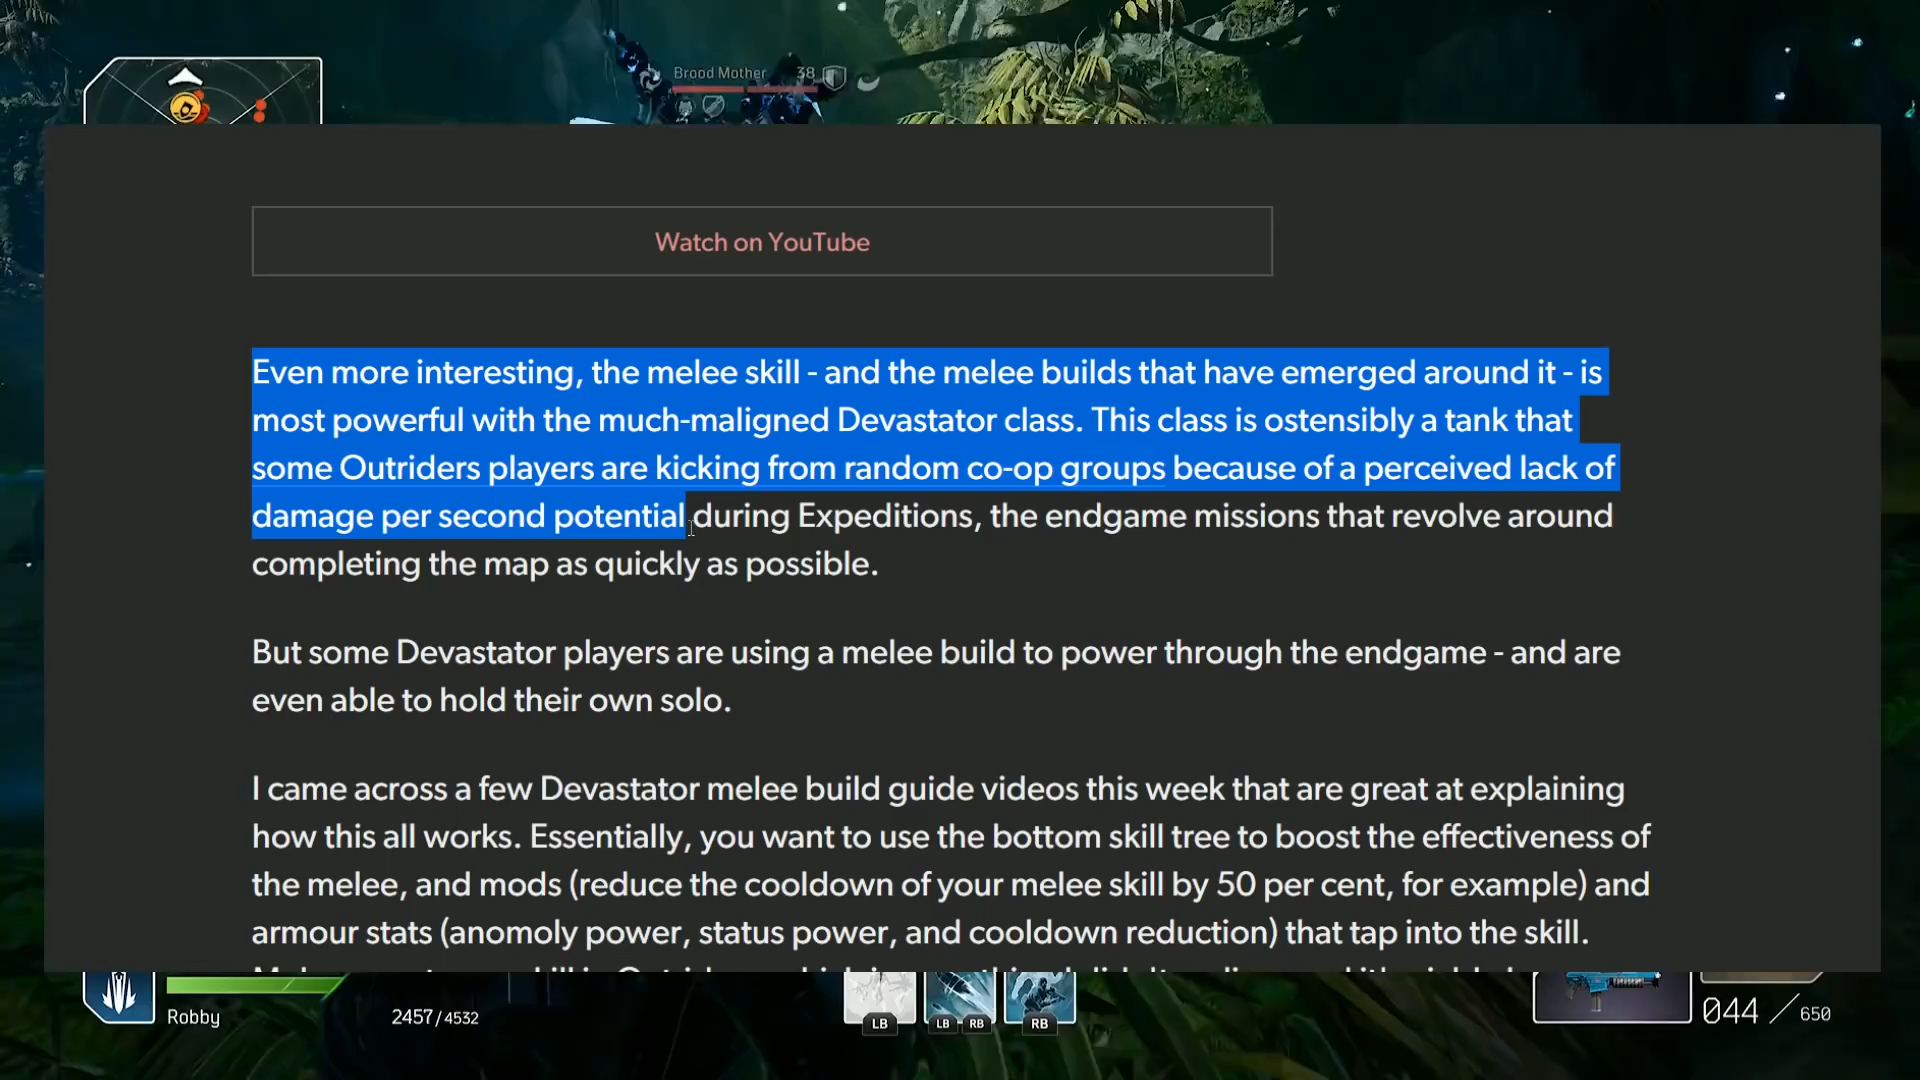 Brood Mother 38
Watch on YouTube
Even more interesting, the melee skill - and the melee builds that have emerged around it - is
most powerful with the much-maligned Devastator class. This class is ostensibly a tank that
some Outriders players are kicking from random co-op groups because of a perceived lack of
damage per second potential during Expeditions, the endgame missions that revolve around
completing the map as quickly as possible.
But some Devastator players are using a melee build to power through the endgame - and are
even able to hold their own solo.
I came across a few Devastator melee build guide videos this week that are great at explaining
how this all works. Essentially, you want to use the bottom skill tree to boost the effectiveness of
the melee, and mods (reduce the cooldown of your melee skill by 50 per cent, for example) and
armour stats (anomoly power, status power, and cooldown reduction) that tap into the skill.
Robby 2457/4532 LB LB RB RB 044 / 650